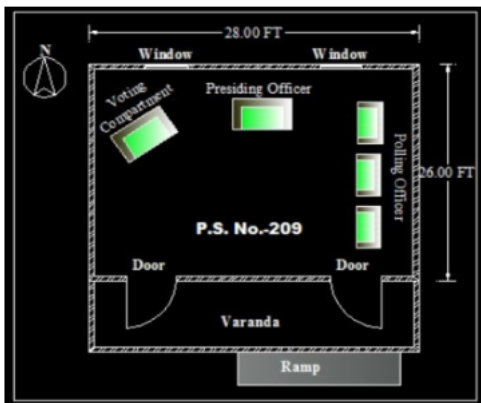 28.00 FT
N
Window
Window
Voting
Compartment
Presiding Officer
Polling Officer
26.00 FT
P.S. No.-209
Door
Door
Varanda
Ramp